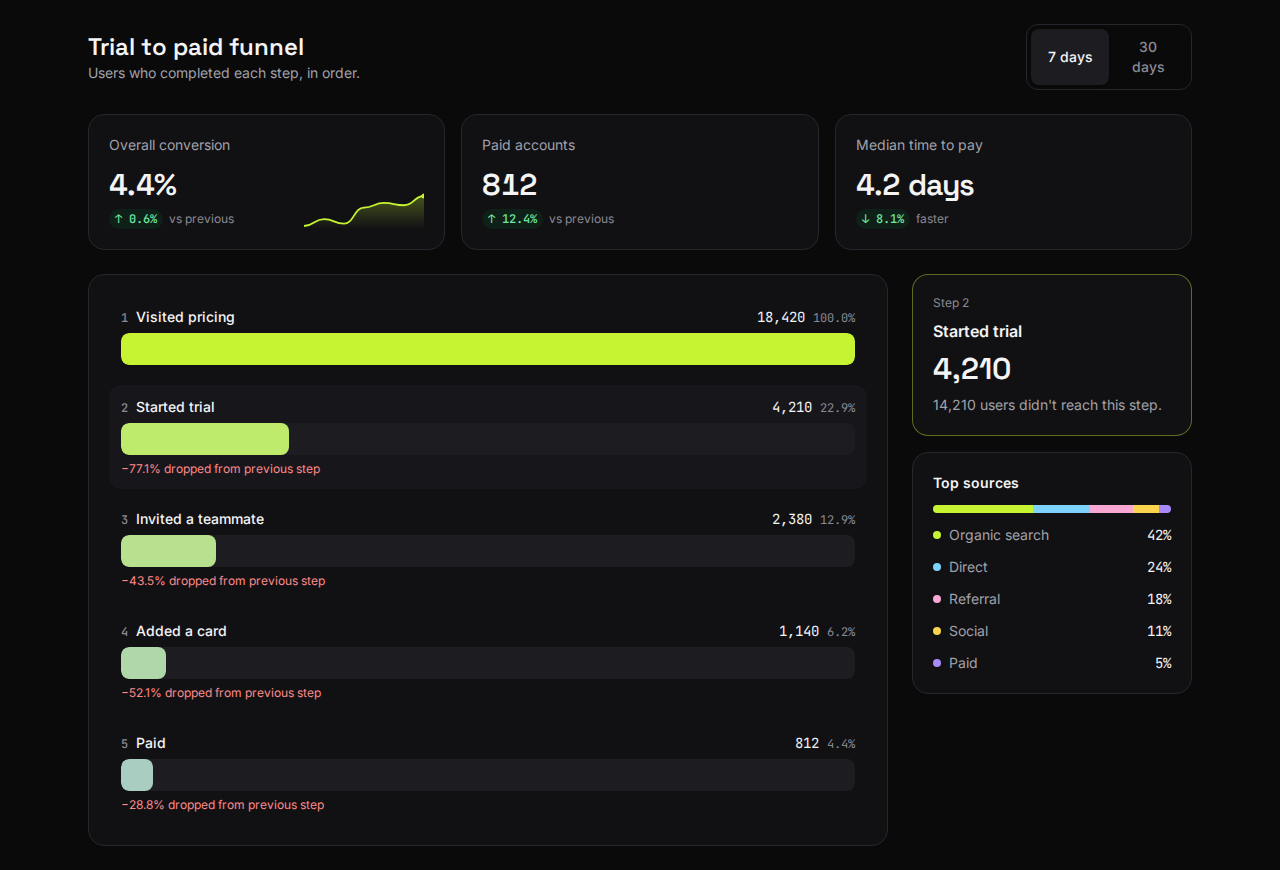 Trial to paid funnel
Users who completed each step, in order.
7 days
30
days
Overall conversion
4.4%
↑ 0.6% vs previous
Paid accounts
812
↑ 12.4% vs previous
Median time to pay
4.2 days
↓ 8.1% faster
1 Visited pricing 18,420 100.0%
2 Started trial 4,210 22.9%
−77.1% dropped from previous step
3 Invited a teammate 2,380 12.9%
−43.5% dropped from previous step
4 Added a card 1,140 6.2%
−52.1% dropped from previous step
5 Paid 812 4.4%
−28.8% dropped from previous step
Step 2
Started trial
4,210
14,210 users didn't reach this step.
Top sources
Organic search 42%
Direct 24%
Referral 18%
Social 11%
Paid 5%